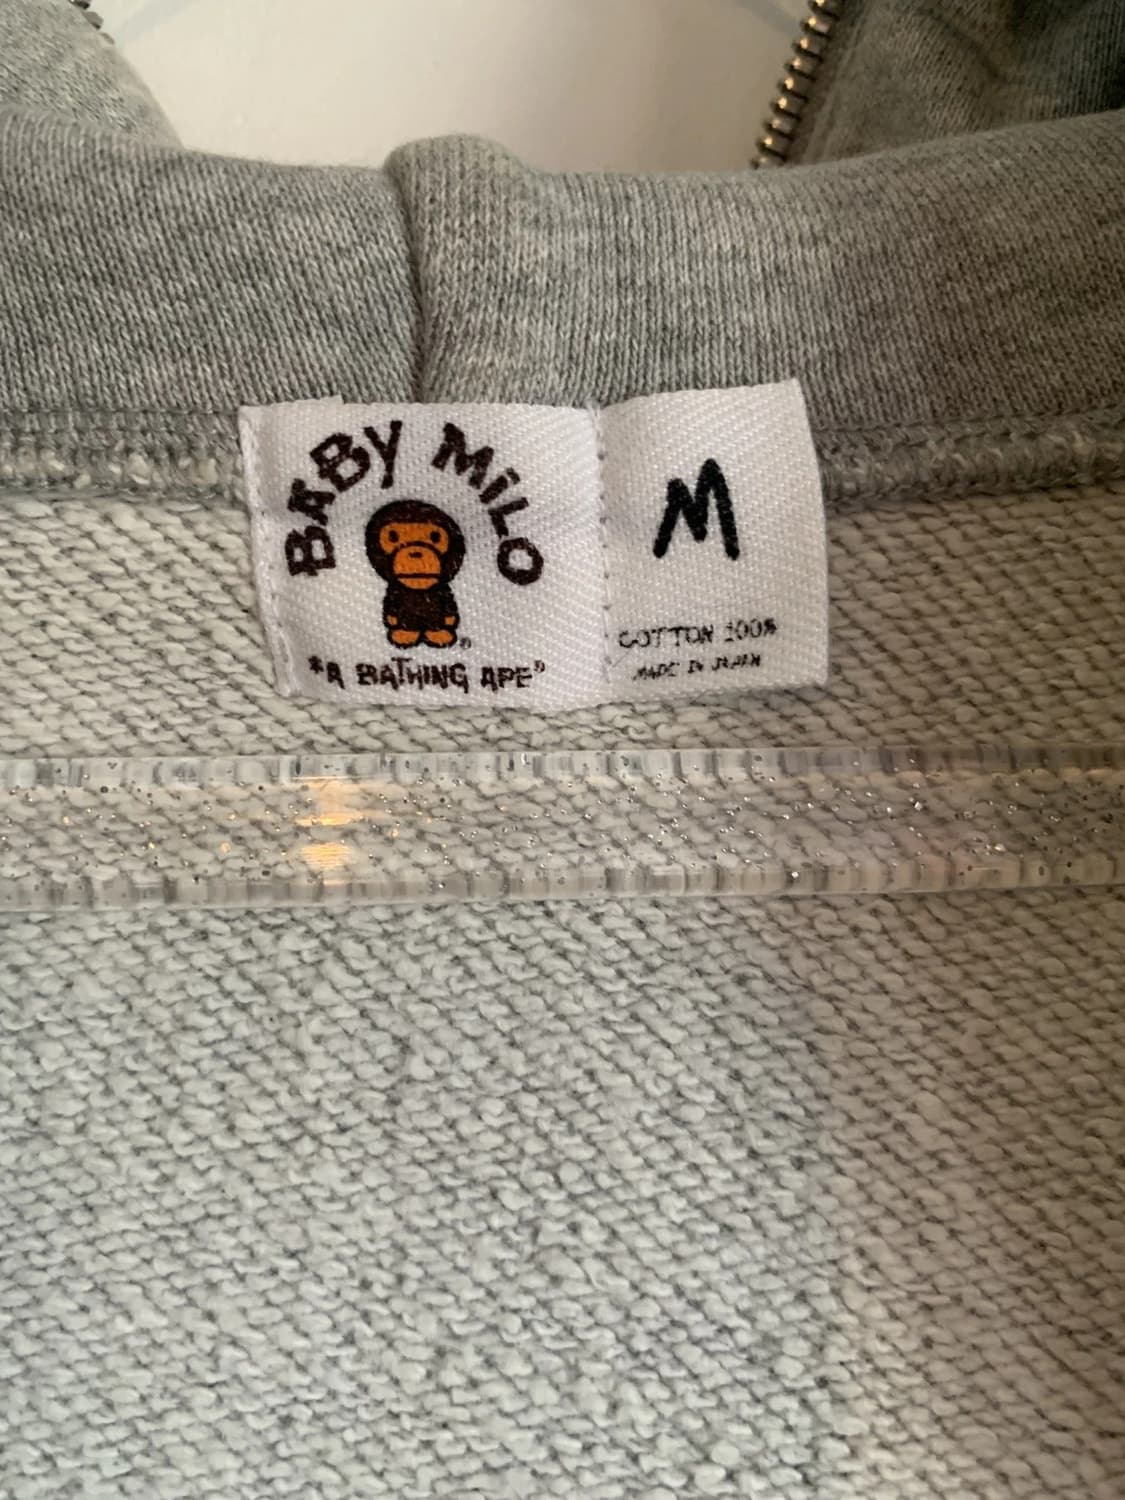 BABY MiLO
®
"A BATHING APE"
M
COTTON 100%
MADE IN JAPAN